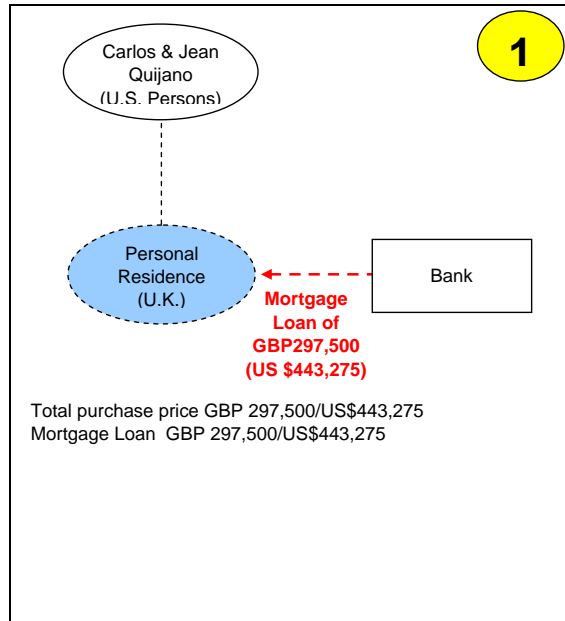 Carlos & Jean
Quijano
(U.S. Persons)
1
Personal
Residence
(U.K.)
Bank
Mortgage
Loan of
GBP297,500
(US $443,275)
Total purchase price GBP 297,500/US$443,275
Mortgage Loan  GBP 297,500/US$443,275